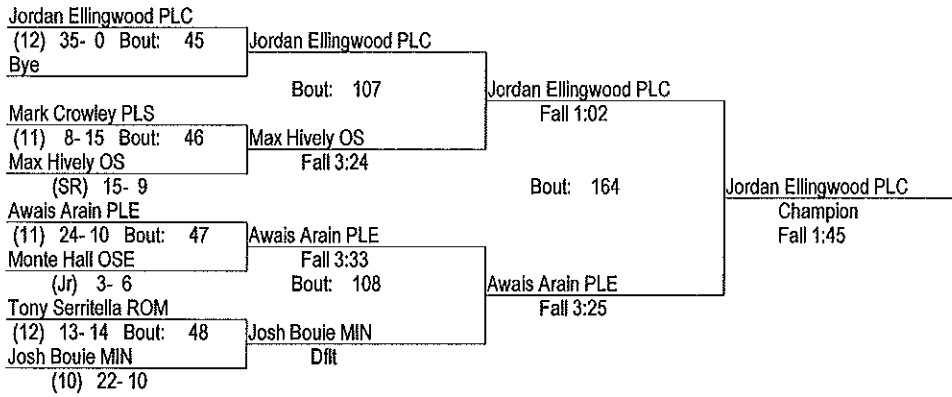 Jordan Ellingwood PLC
(12) 35- 0 Bout: 45
Bye
Jordan Ellingwood PLC
Bout: 107
Mark Crowley PLS
(11) 8-15 Bout: 46
Max Hively OS
(SR) 15- 9
Max Hively OS
Fall 3:24
Jordan Ellingwood PLC
Fall 1:02
Bout: 164
Awais Arain PLE
(11) 24-10 Bout: 47
Monte Hall OSE
(Jr) 3- 6
Awais Arain PLE
Fall 3:33
Bout: 108
Tony Serritella ROM
(12) 13-14 Bout: 48
Josh Bouie MIN
(10) 22-10
Josh Bouie MIN
Dflt
Awais Arain PLE
Fall 3:25
Jordan Ellingwood PLC
Champion
Fall 1:45